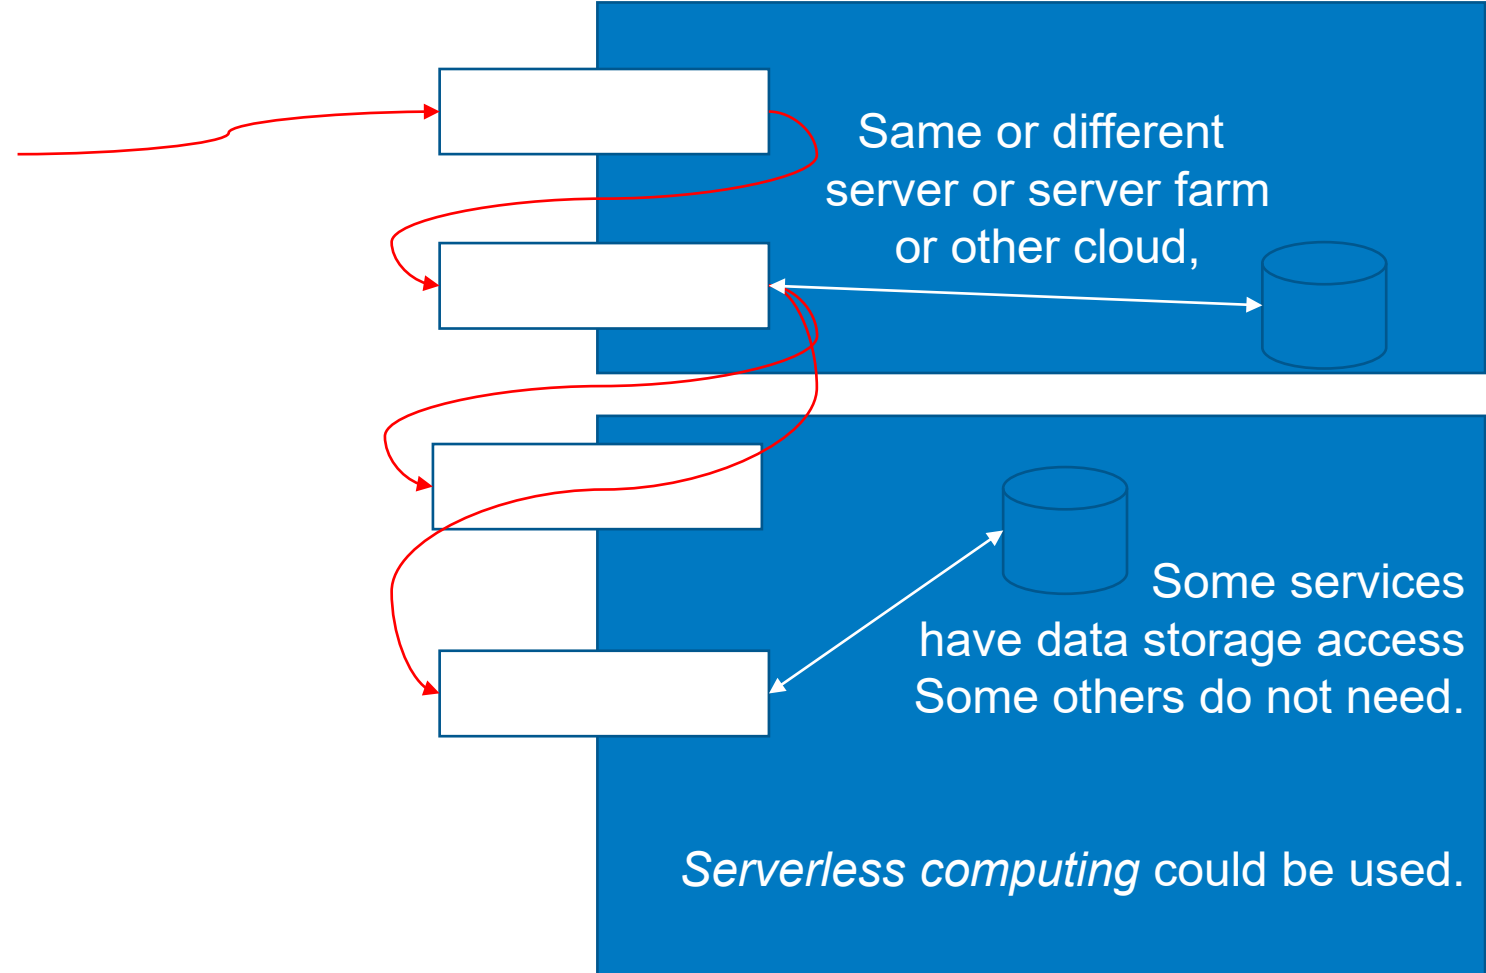 Same or different
server or server farm
or other cloud,
Some services
have data storage access
Some others do not need.
Serverless computing could be used.